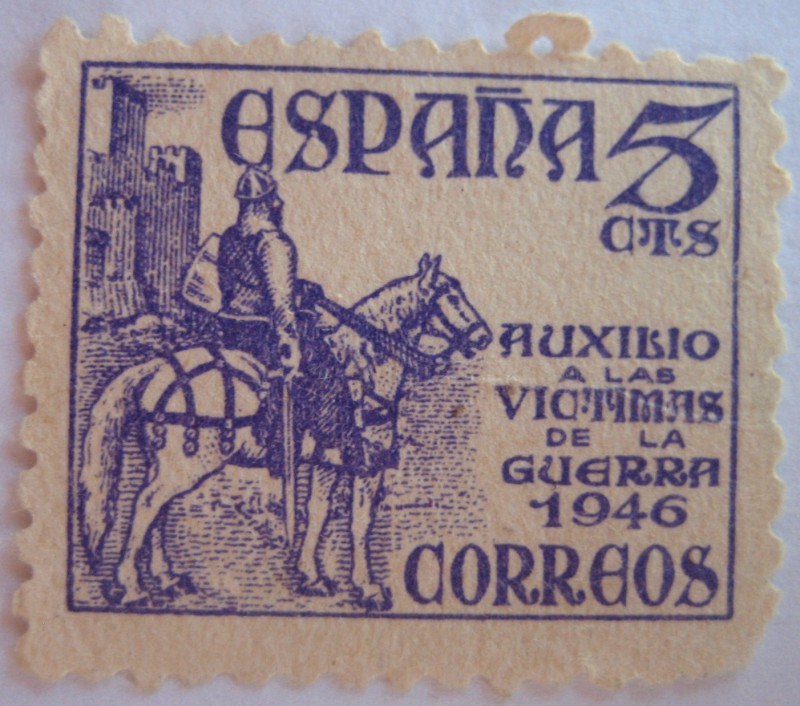 ESPAÑA 5
CTS
AUXILIO
A LAS
VICTIMAS
DE LA
GUERRA
1946
CORREOS